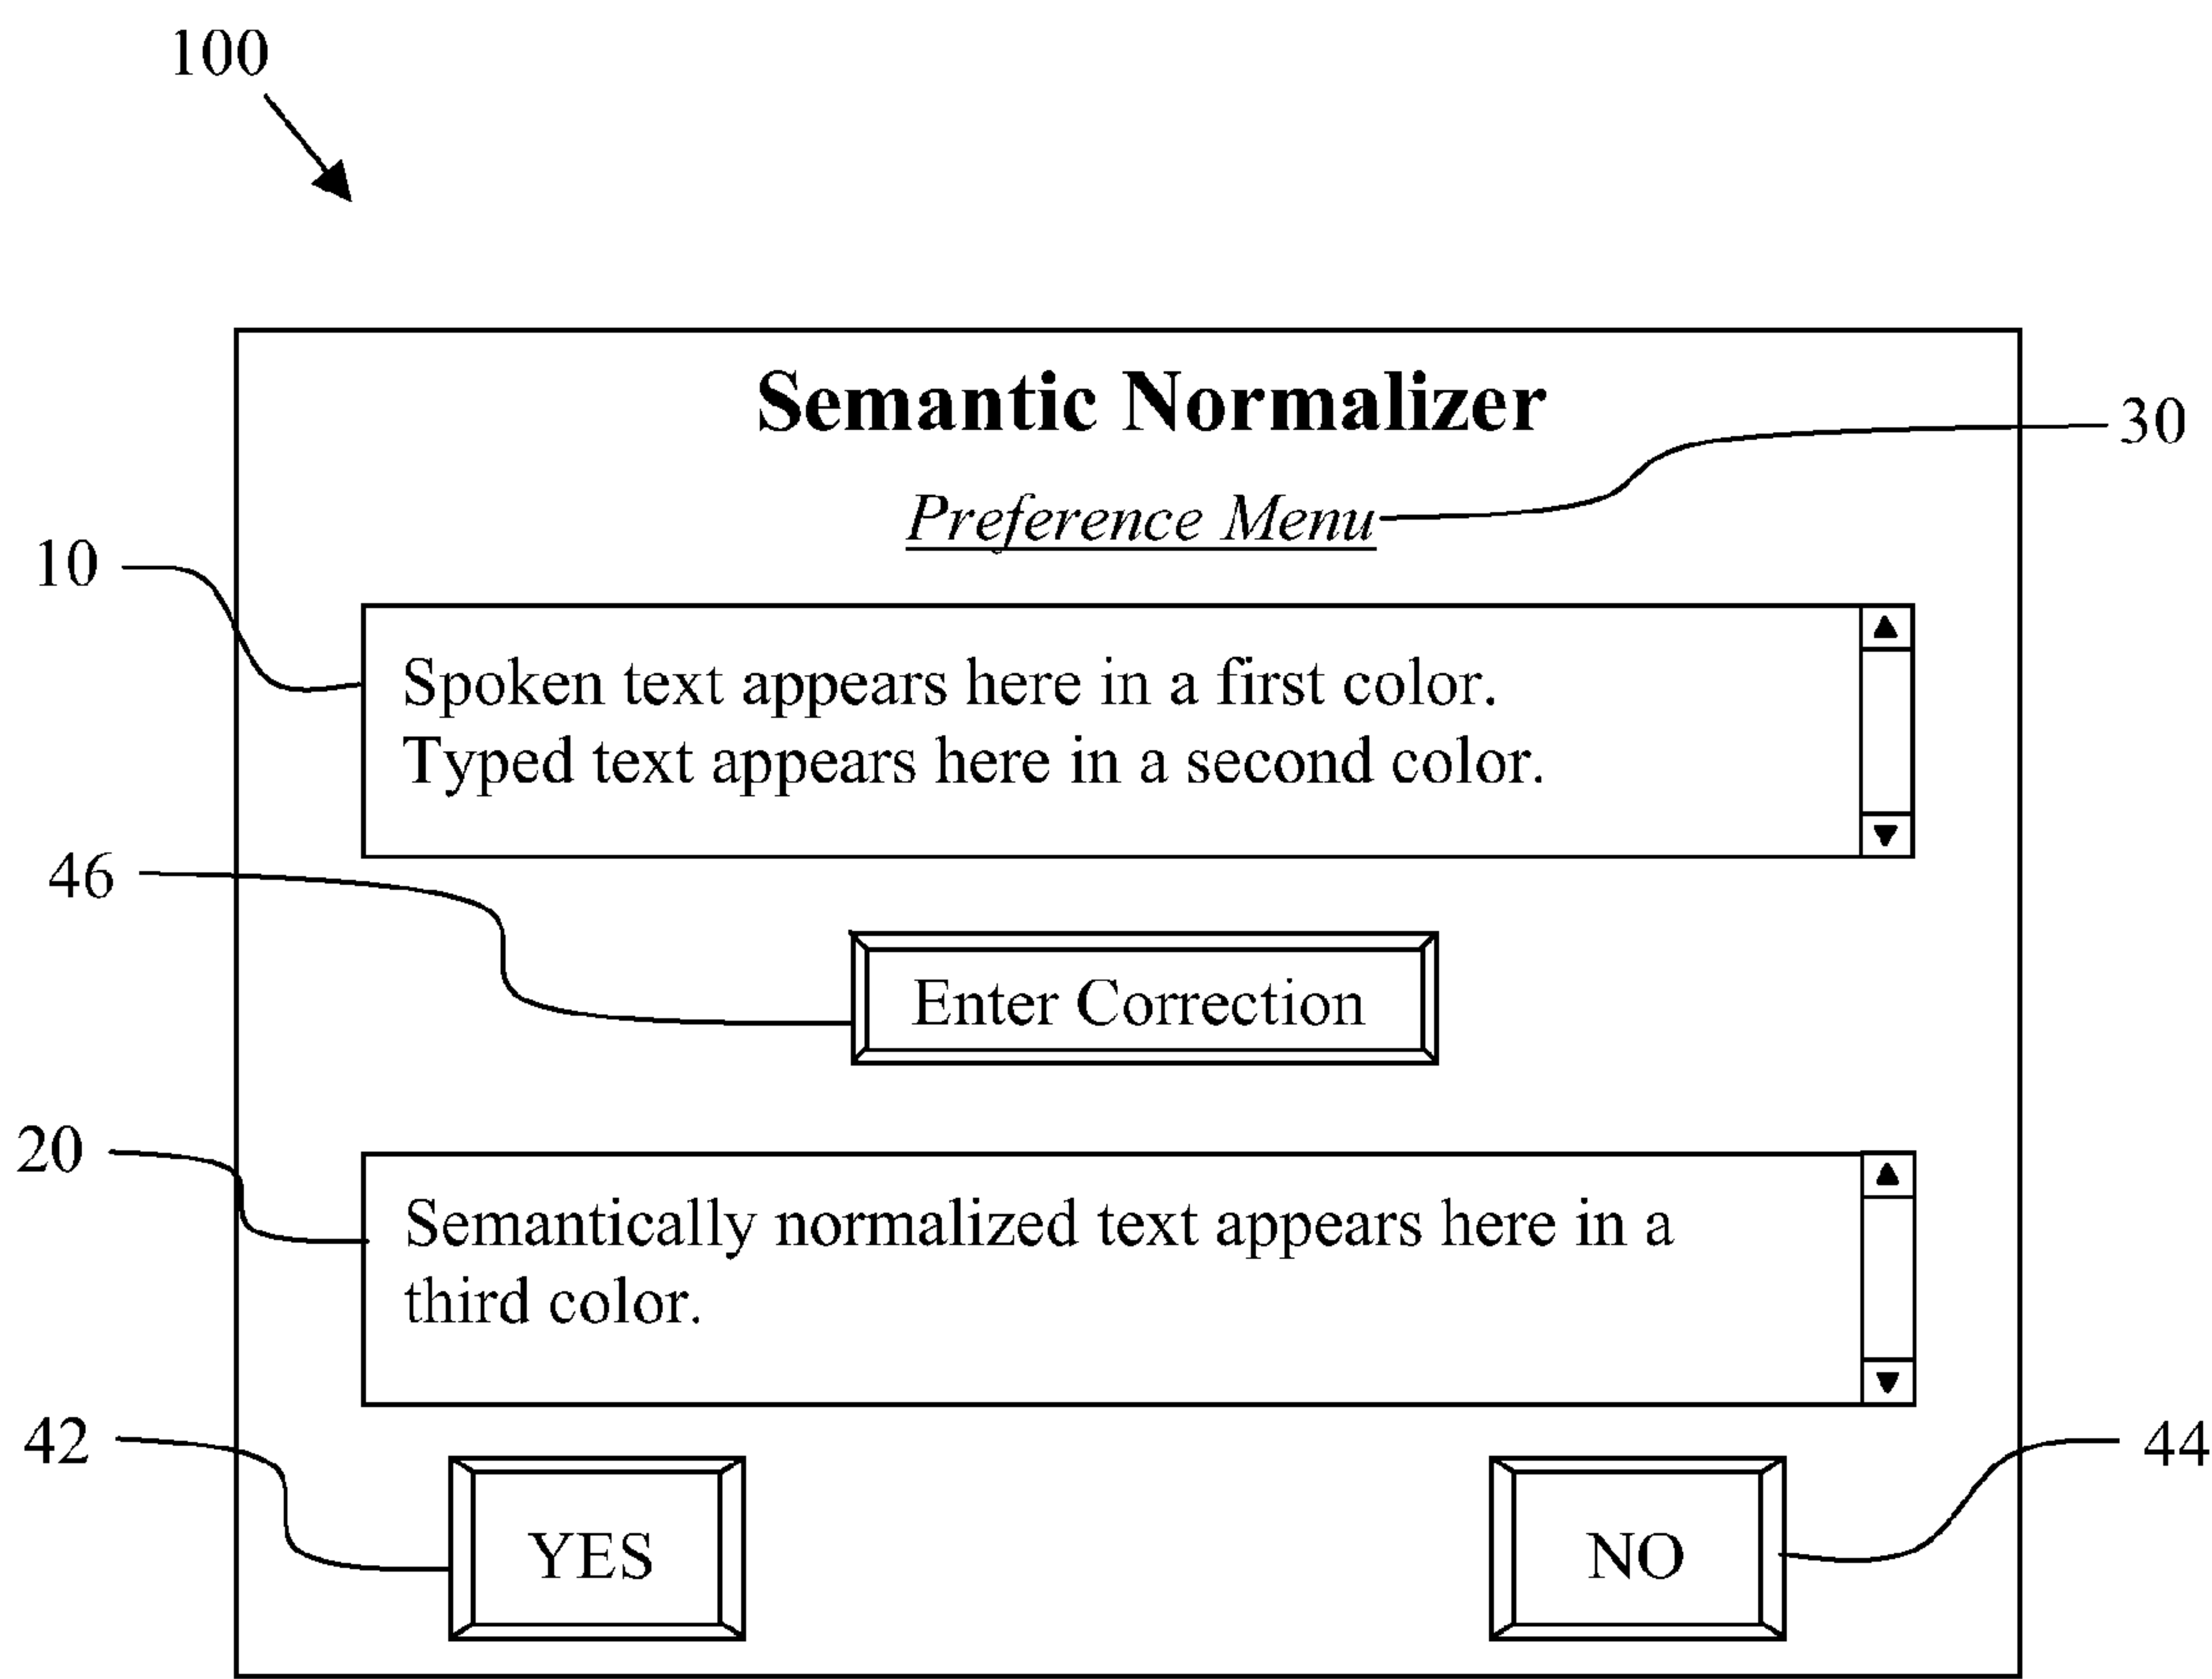 100
Semantic Normalizer
30
Preference Menu
10
Spoken text appears here in a first color.
Typed text appears here in a second color.
46
Enter Correction
20
Semantically normalized text appears here in a
third color.
42
44
YES
NO